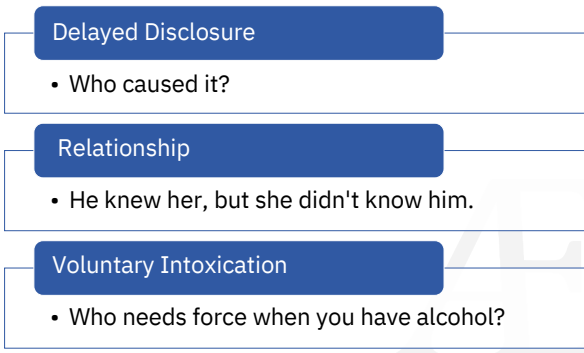 Delayed Disclosure
• Who caused it?
Relationship
• He knew her, but she didn't know him.
Voluntary Intoxication
• Who needs force when you have alcohol?